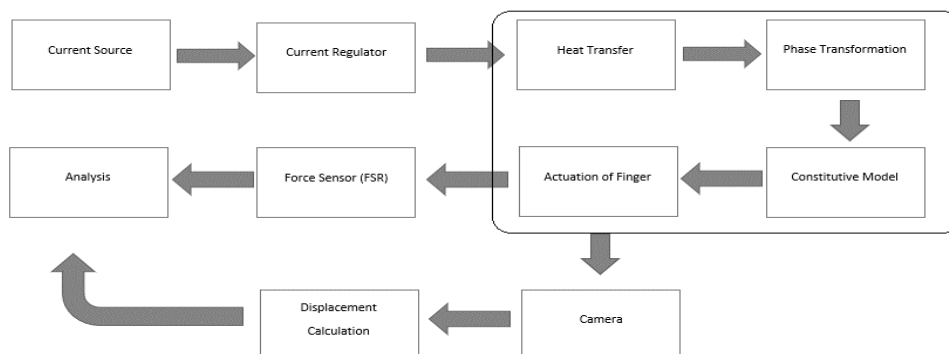 Current Source
Current Regulator
Heat Transfer
Phase Transformation
Analysis
Force Sensor (FSR)
Actuation of Finger
Constitutive Model
Displacement
Calculation
Camera